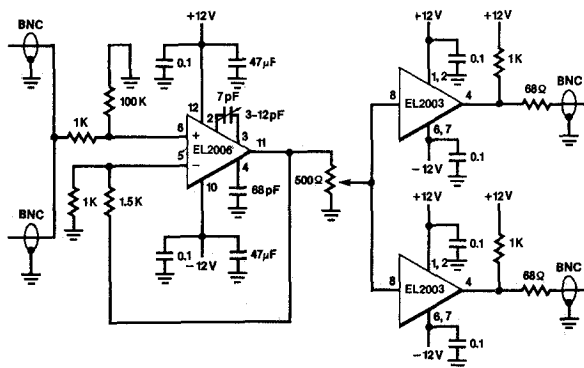 BNC
BNC
+12V
0.1
47µF
7pF
3-12pF
100K
1K
12
2
3
6
+
EL2006
11
5
-
4
10
68pF
500Ω
1K
1.5K
0.1
47µF
-12V
+12V
+12V
0.1
1K
BNC
1, 2
8
EL2003
4
68Ω
6, 7
0.1
-12V
+12V
+12V
0.1
1K
BNC
1, 2
8
EL2003
4
68Ω
6, 7
0.1
-12V